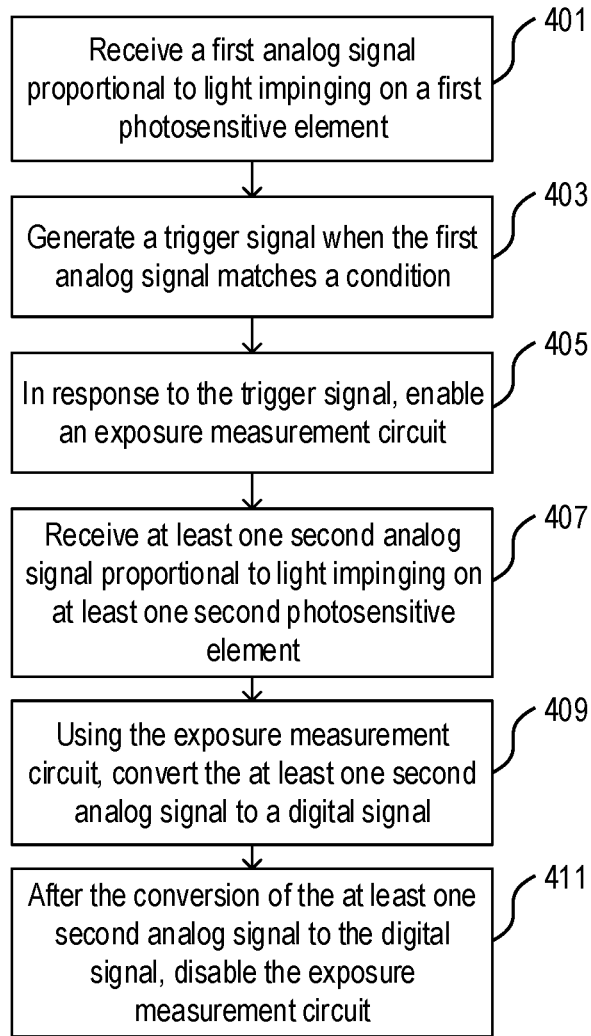 401
Receive a first analog signal
proportional to light impinging on a first
photosensitive element
403
Generate a trigger signal when the first
analog signal matches a condition
405
In response to the trigger signal, enable
an exposure measurement circuit
407
Receive at least one second analog
signal proportional to light impinging on
at least one second photosensitive
element
409
Using the exposure measurement
circuit, convert the at least one second
analog signal to a digital signal
411
After the conversion of the at least one
second analog signal to the digital
signal, disable the exposure
measurement circuit